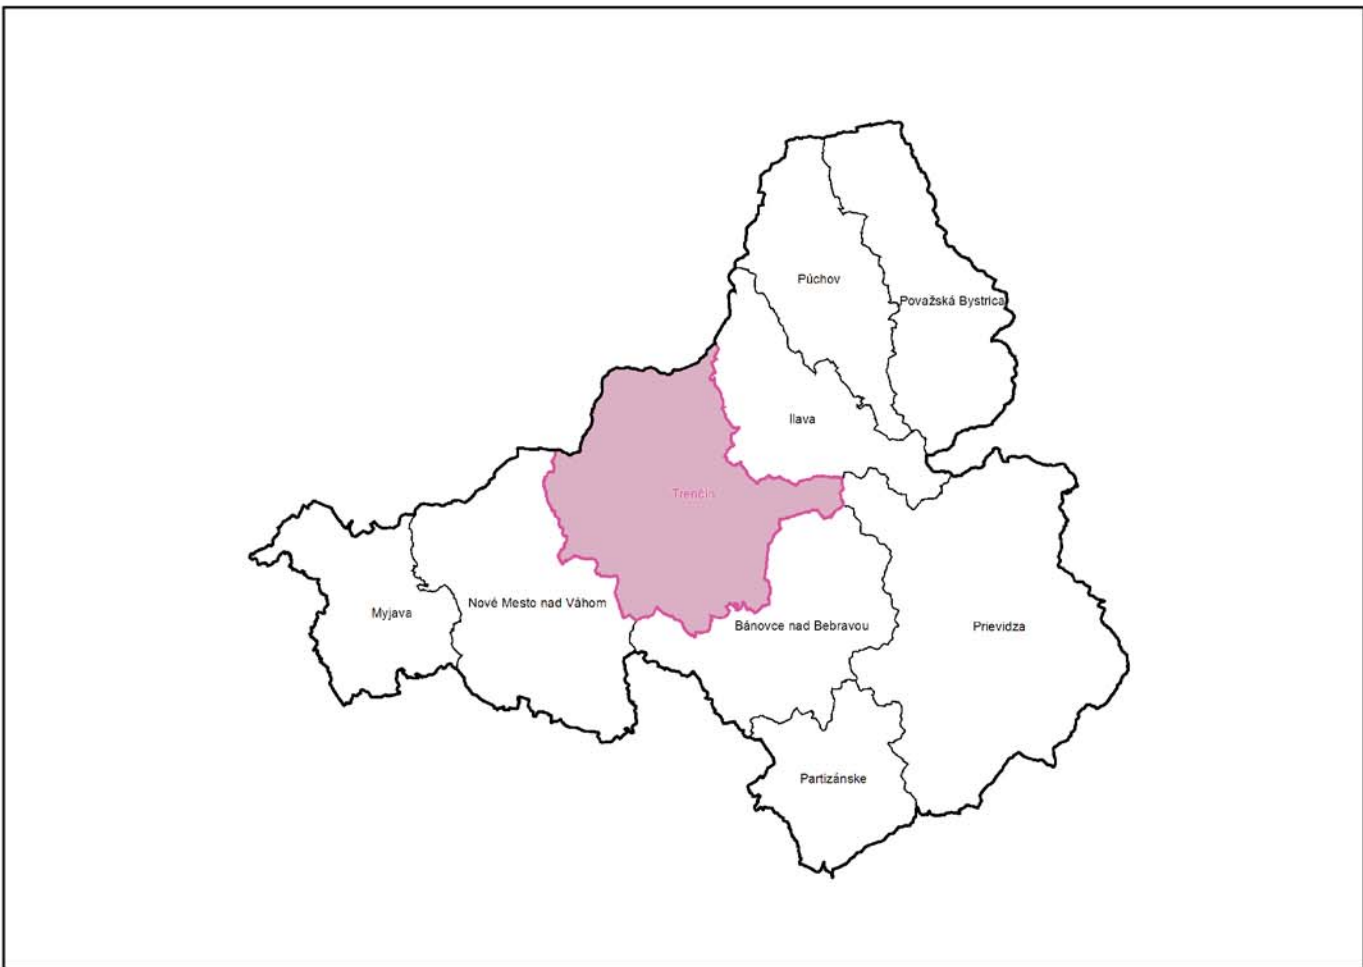 Púchov
Považská Bystrica
Ilava
Trenčín
Nové Mesto nad Váhom
Myjava
Bánovce nad Bebravou
Prievidza
Partizánske